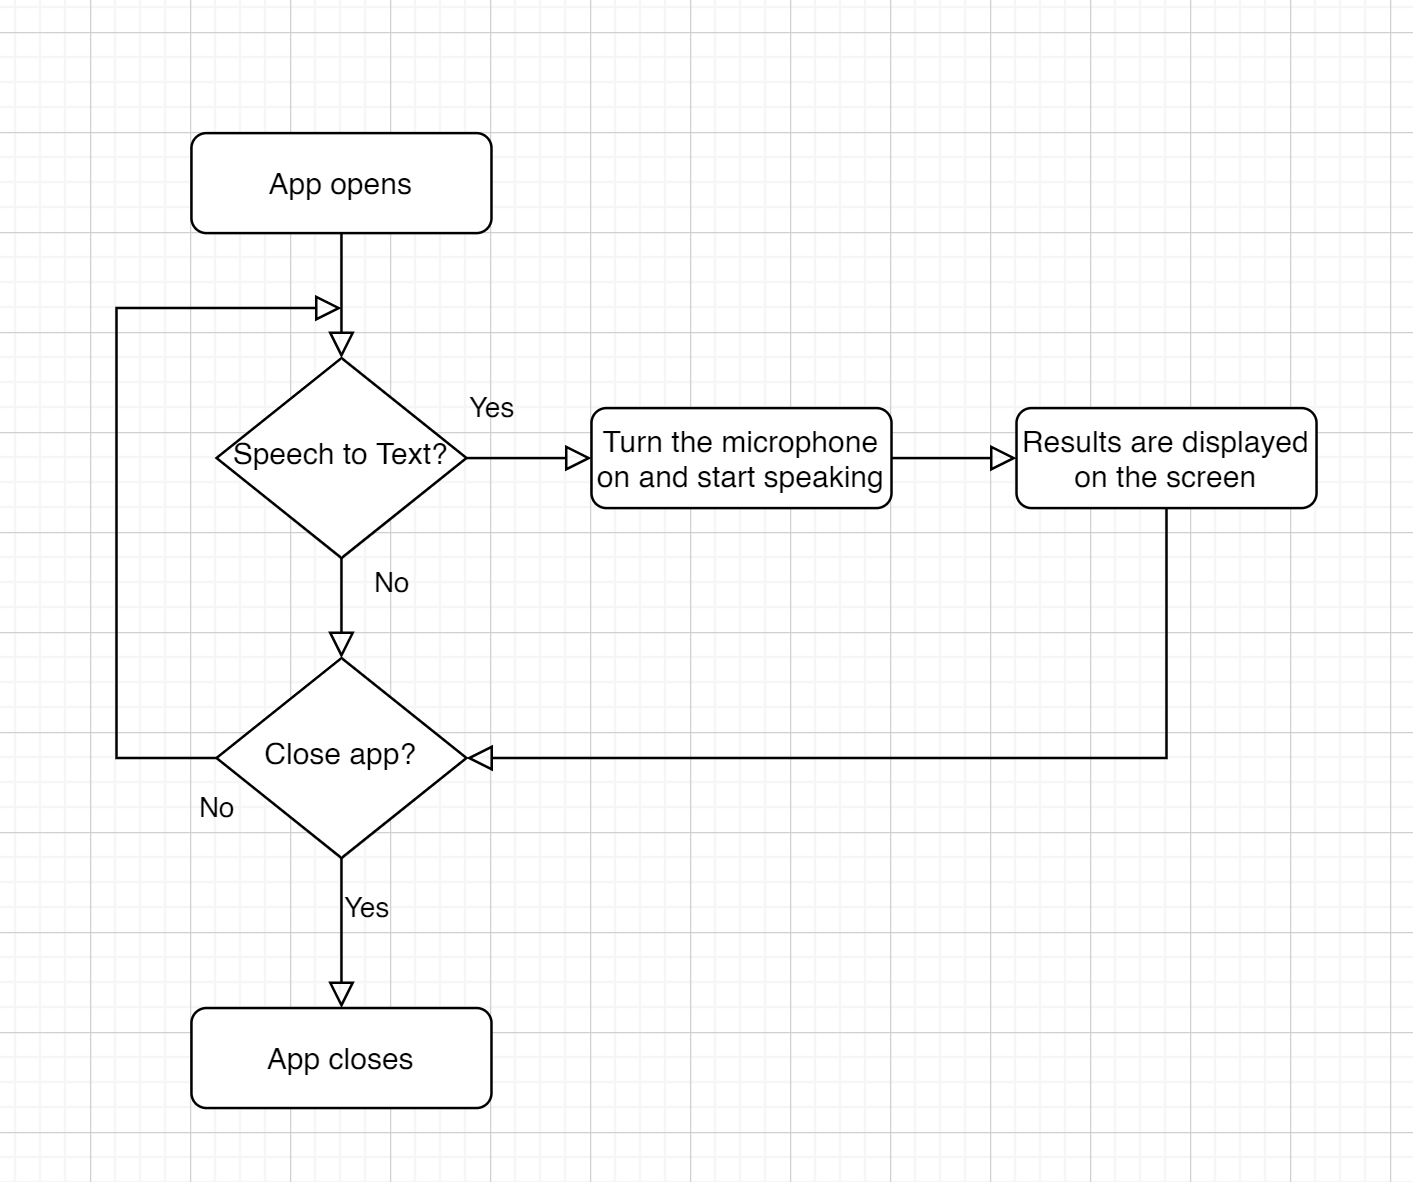 App opens
Yes
Speech to Text?
Turn the microphone
on and start speaking
Results are displayed
on the screen
No
Close app?
No
Yes
App closes